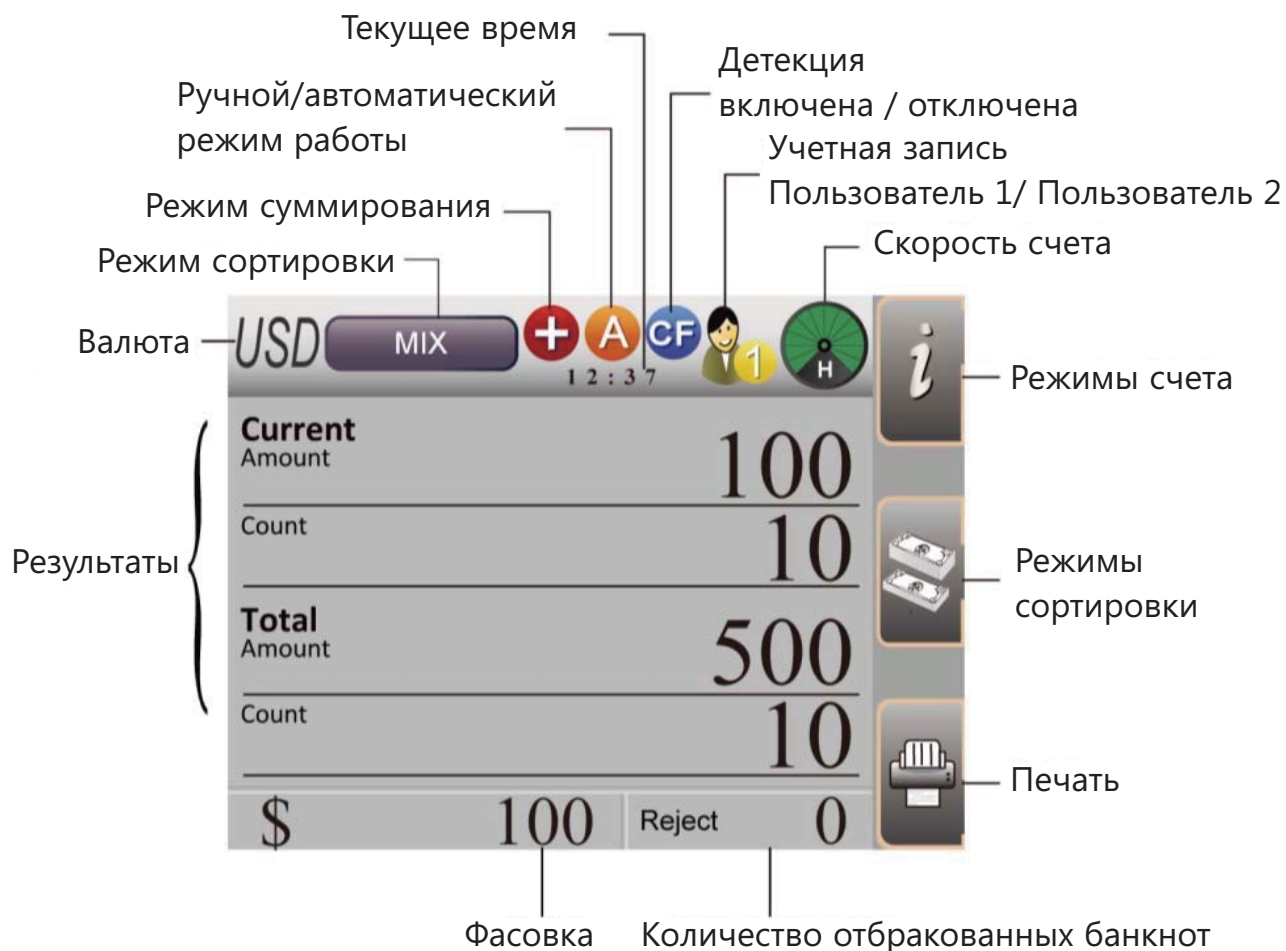 Текущее время
Детекция
включена / отключена
Ручной/автоматический
режим работы
Учетная запись
Пользователь 1/ Пользователь 2
Режим суммирования
Скорость счета
Режим сортировки
Валюта
USD
MIX
A
CF
1
H
12:37
i
Режимы счета
Current
Amount
100
Count
10
Результаты
Режимы
сортировки
Total
Amount
500
Count
10
Печать
$
100
Reject
0
Фасовка
Количество отбракованных банкнот